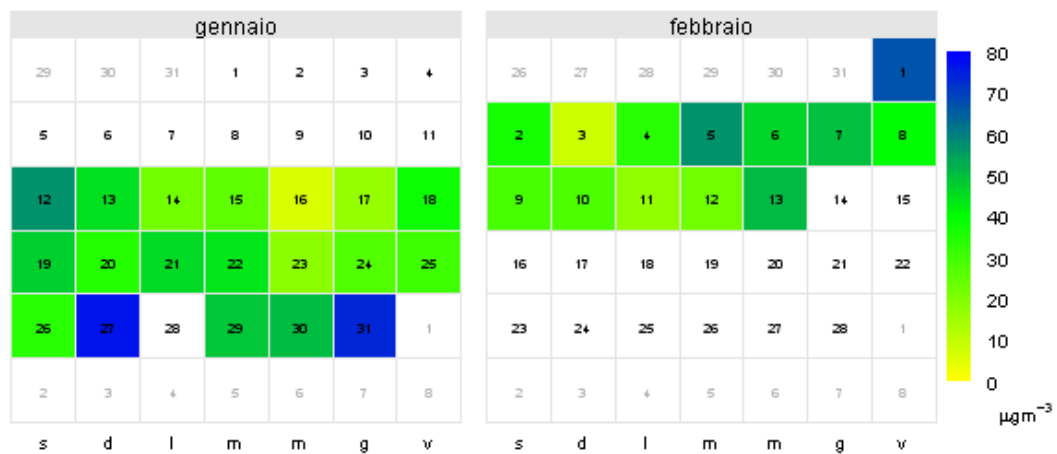 gennaio
29 30 31 1 2 3 4
5 6 7 8 9 10 11
12 13 14 15 16 17 18
19 20 21 22 23 24 25
26 27 28 29 30 31 1
2 3 4 5 6 7 8
s d l m m g v
febbraio
26 27 28 29 30 31 1
2 3 4 5 6 7 8
9 10 11 12 13 14 15
16 17 18 19 20 21 22
23 24 25 26 27 28 1
2 3 4 5 6 7 8
s d l m m g v
80
70
60
50
40
30
20
10
0
μgm⁻³